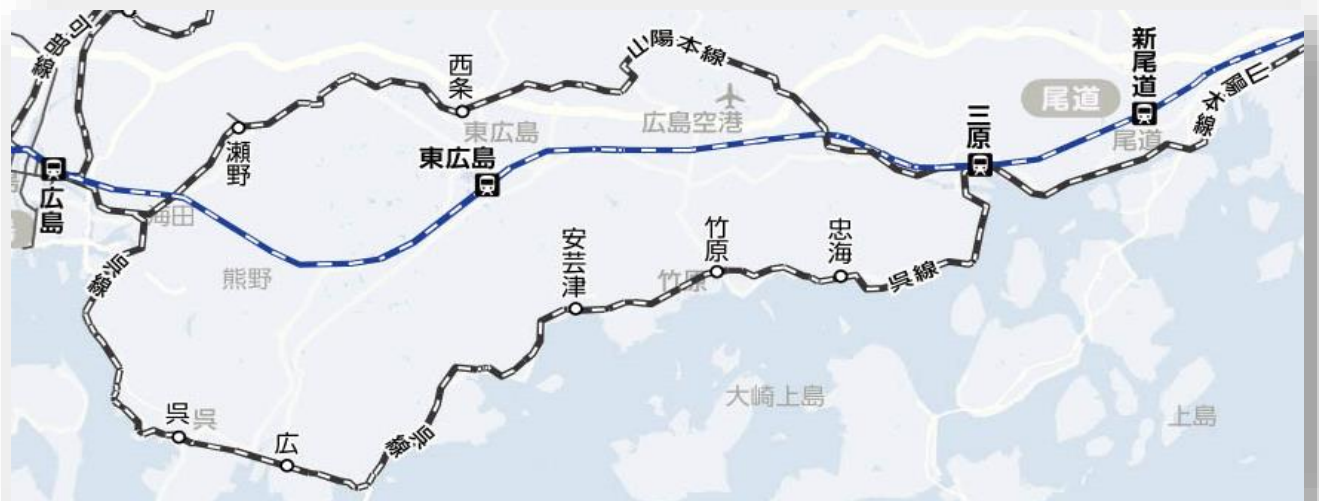 可部線
山陽本線
西条
瀬野
東広島
広島空港
東広島
新尾道
尾道
尾道
山陽本線
三原
広島
海田
熊野
呉線
安芸津
竹原
竹原
忠海
呉線
大崎上島
上島
呉
呉
広
呉線